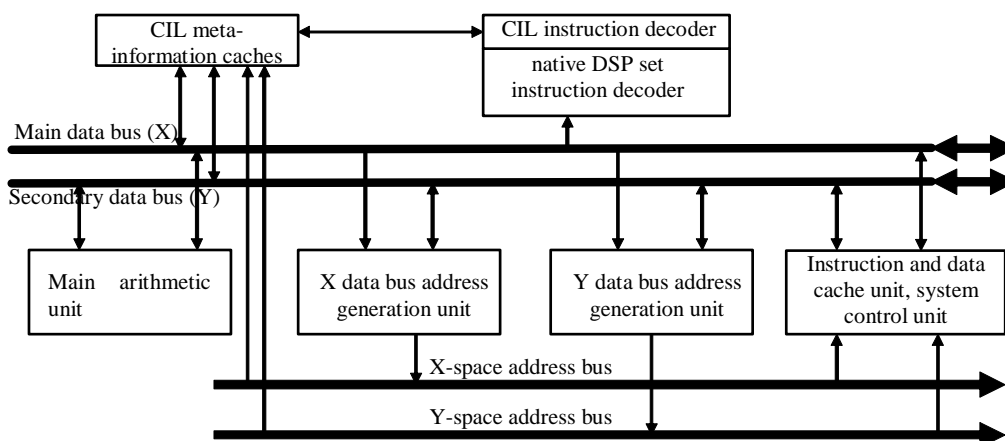 CIL meta-
information caches
CIL instruction decoder
native DSP set
instruction decoder
Main data bus (X)
Secondary data bus (Y)
Main arithmetic
unit
X data bus address
generation unit
Y data bus address
generation unit
Instruction and data
cache unit, system
control unit
X-space address bus
Y-space address bus